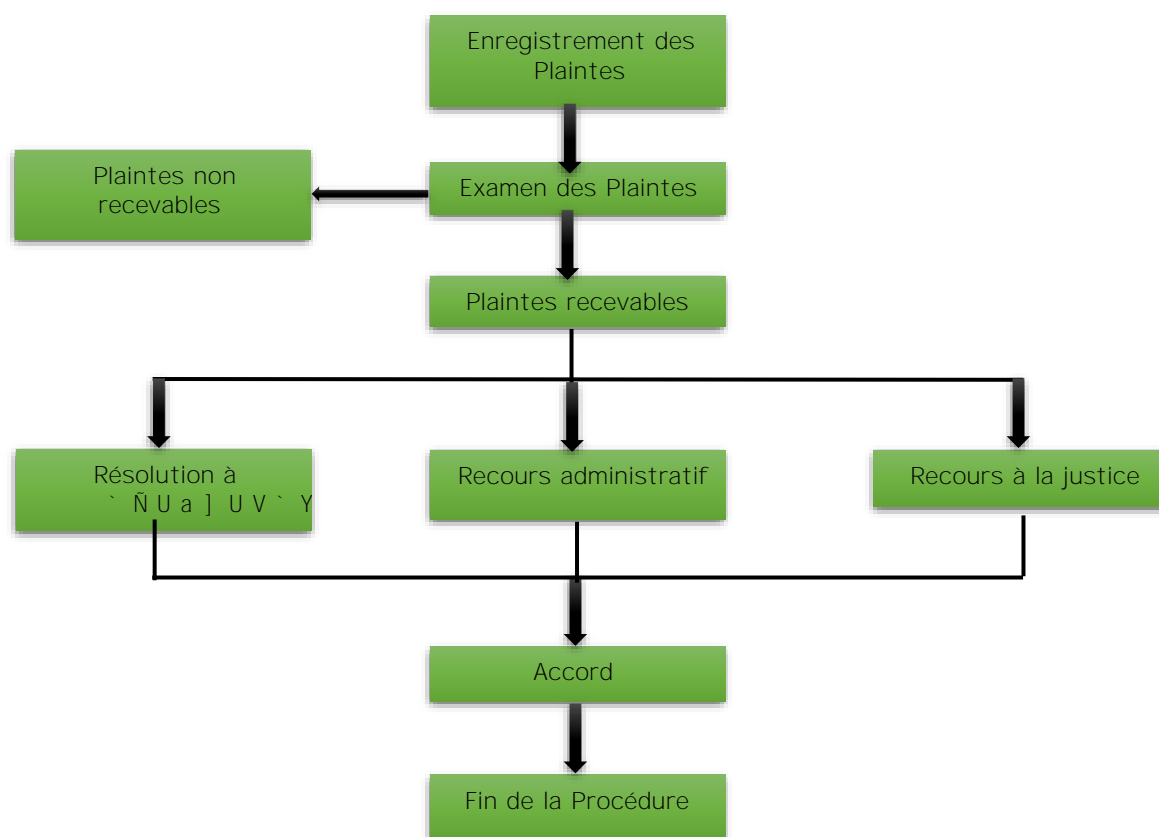 Enregistrement des
Plaintes
Plaintes non
recevables
Examen des Plaintes
Plaintes recevables
Résolution à
` Ñ U a ] U V ` Y
Recours administratif
Recours à la justice
Accord
Fin de la Procédure